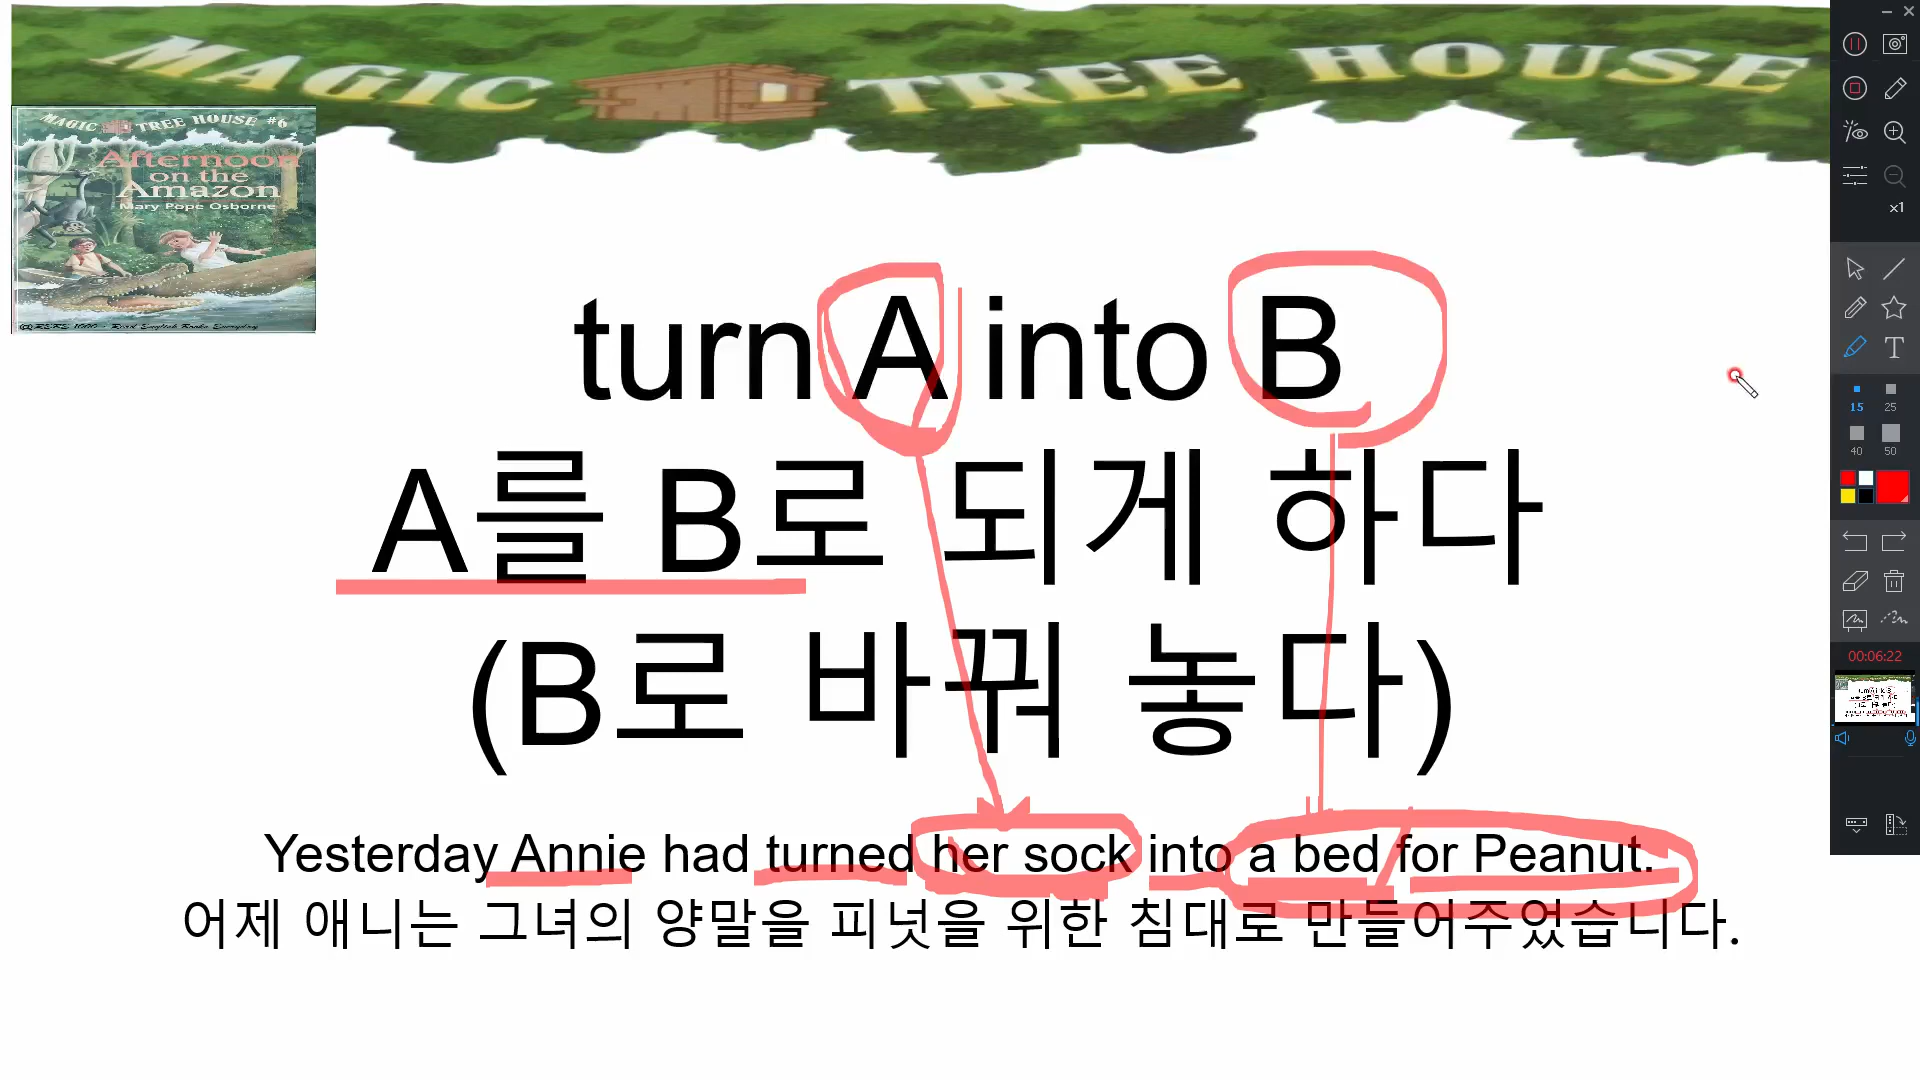 MAGIC TREE HOUSE
MAGIC TREE HOUSE #6
Afternoon
on the
Amazon
Mary Pope Osborne
turn A into B
A를 B로 되게 하다
(B로 바꿔 놓다)
Yesterday Annie had turned her sock into a bed for Peanut.
어제 애니는 그녀의 양말을 피넛을 위한 침대로 만들어주었습니다.
x1
T
15 25
40 50
00:06:22